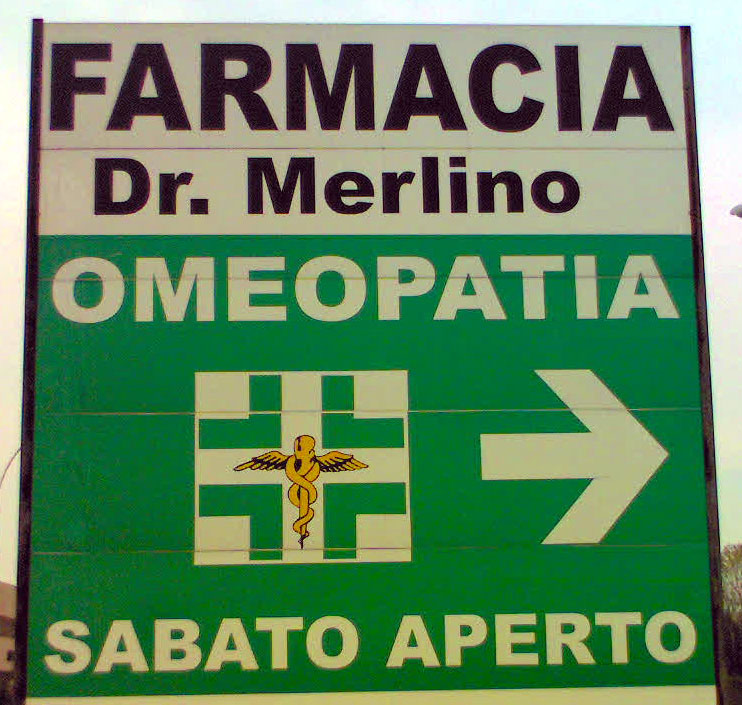 FARMACIA
Dr. Merlino
OMEOPATIA
SABATO APERTO